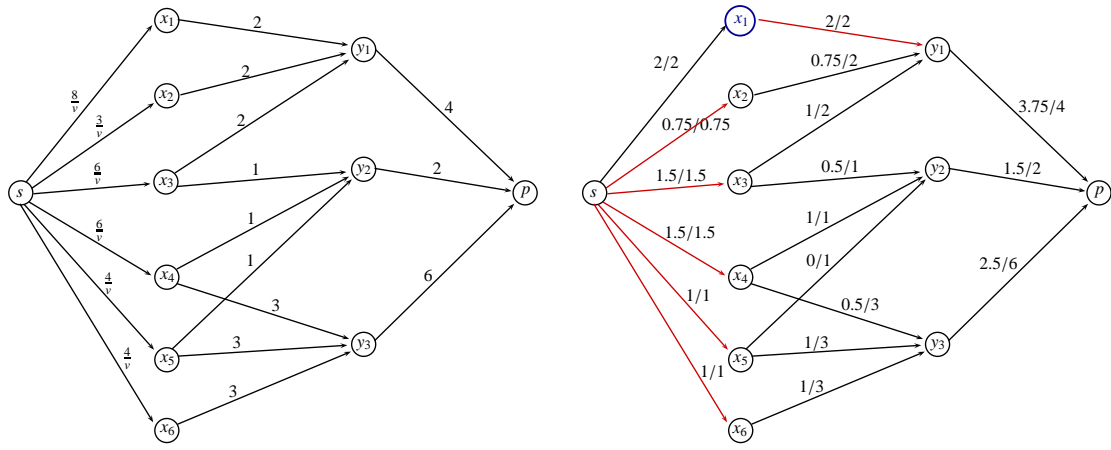 x₁
2
y₁
8/v
x₂
2
4
3/v
2
6/v
x₃
1
y₂
2
s
p
6/v
1
1
x₄
4/v
3
6
4/v
x₅
3
y₃
3
x₆
x₁
2/2
y₁
2/2
0.75/2
x₂
3.75/4
0.75/0.75
1/2
1.5/1.5
x₃
0.5/1
y₂
1.5/2
s
p
1.5/1.5
1/1
0/1
x₄
2.5/6
1/1
0.5/3
x₅
1/3
y₃
1/1
1/3
x₆